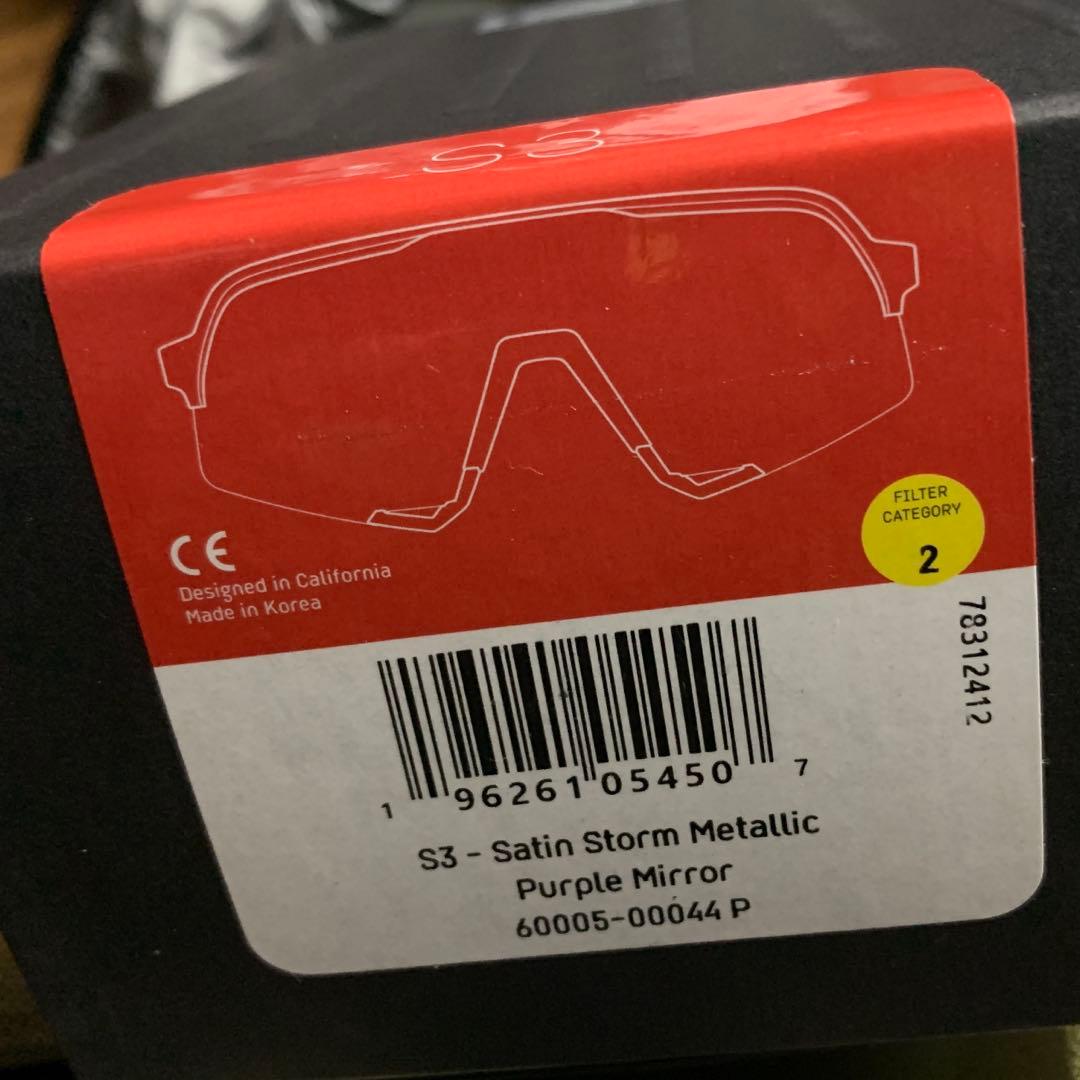 S3
FILTER
CATEGORY
2
CE
Designed in California
Made in Korea
78312412
1 96261 05450 7
S3 - Satin Storm Metallic
Purple Mirror
60005-00044 P